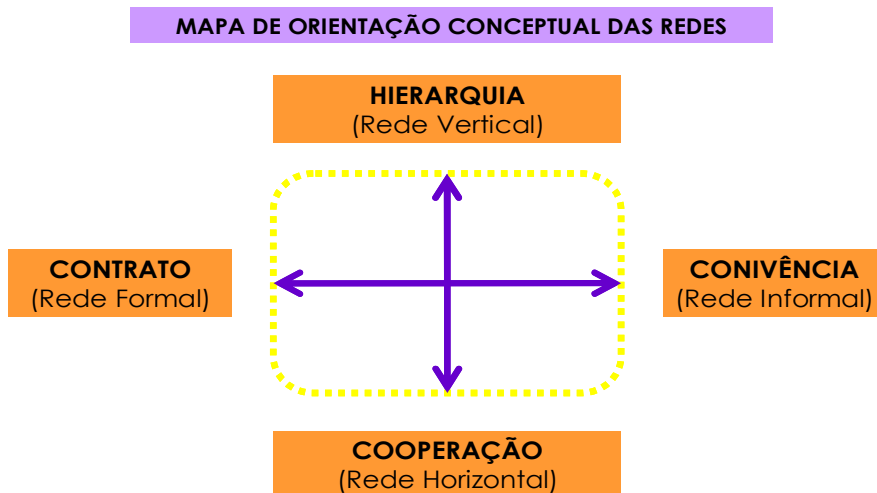 MAPA DE ORIENTAÇÃO CONCEPTUAL DAS REDES
HIERARQUIA
(Rede Vertical)
CONTRATO
(Rede Formal)
CONIVÊNCIA
(Rede Informal)
COOPERAÇÃO
(Rede Horizontal)